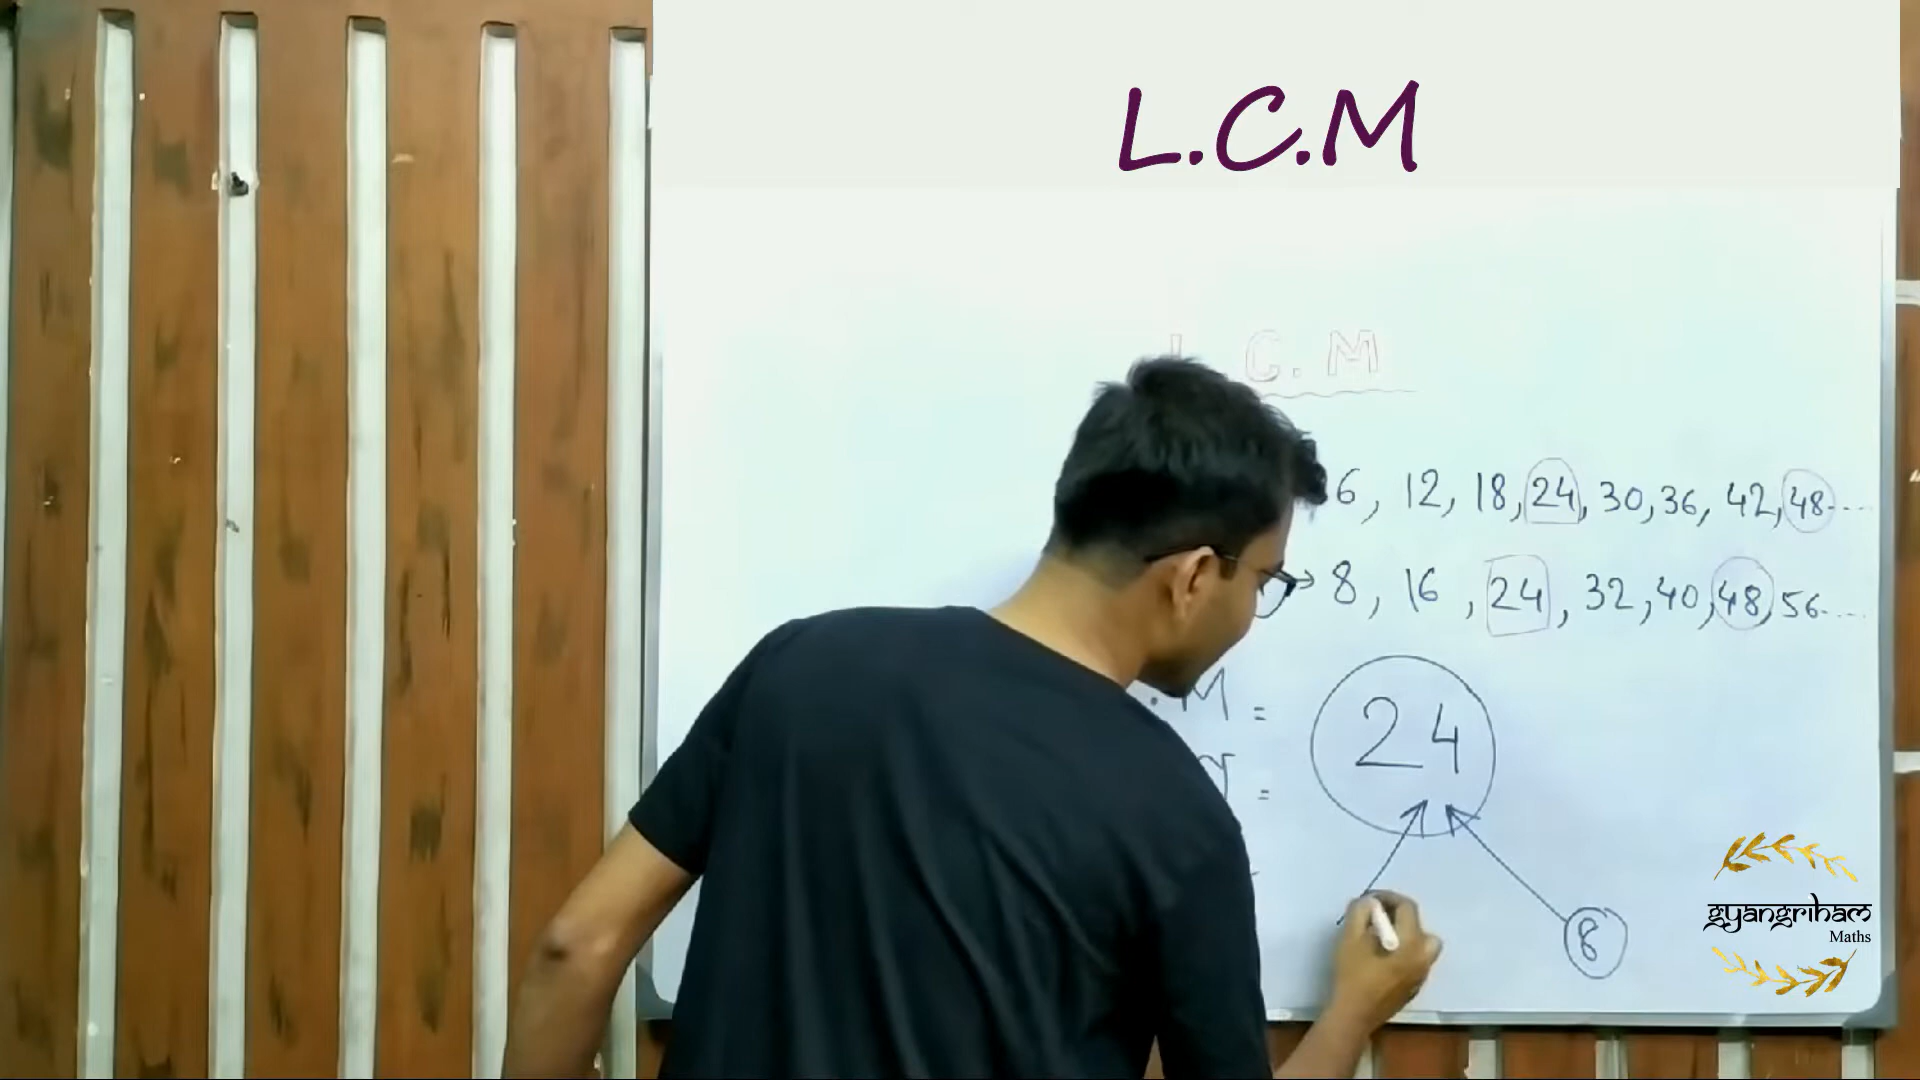 L.C.M
C. M
6, 12, 18, 24, 30, 36, 42, 48....
→ 8, 16, 24, 32, 40, 48, 56....
.M = 24
=
8
gyangriham
Maths